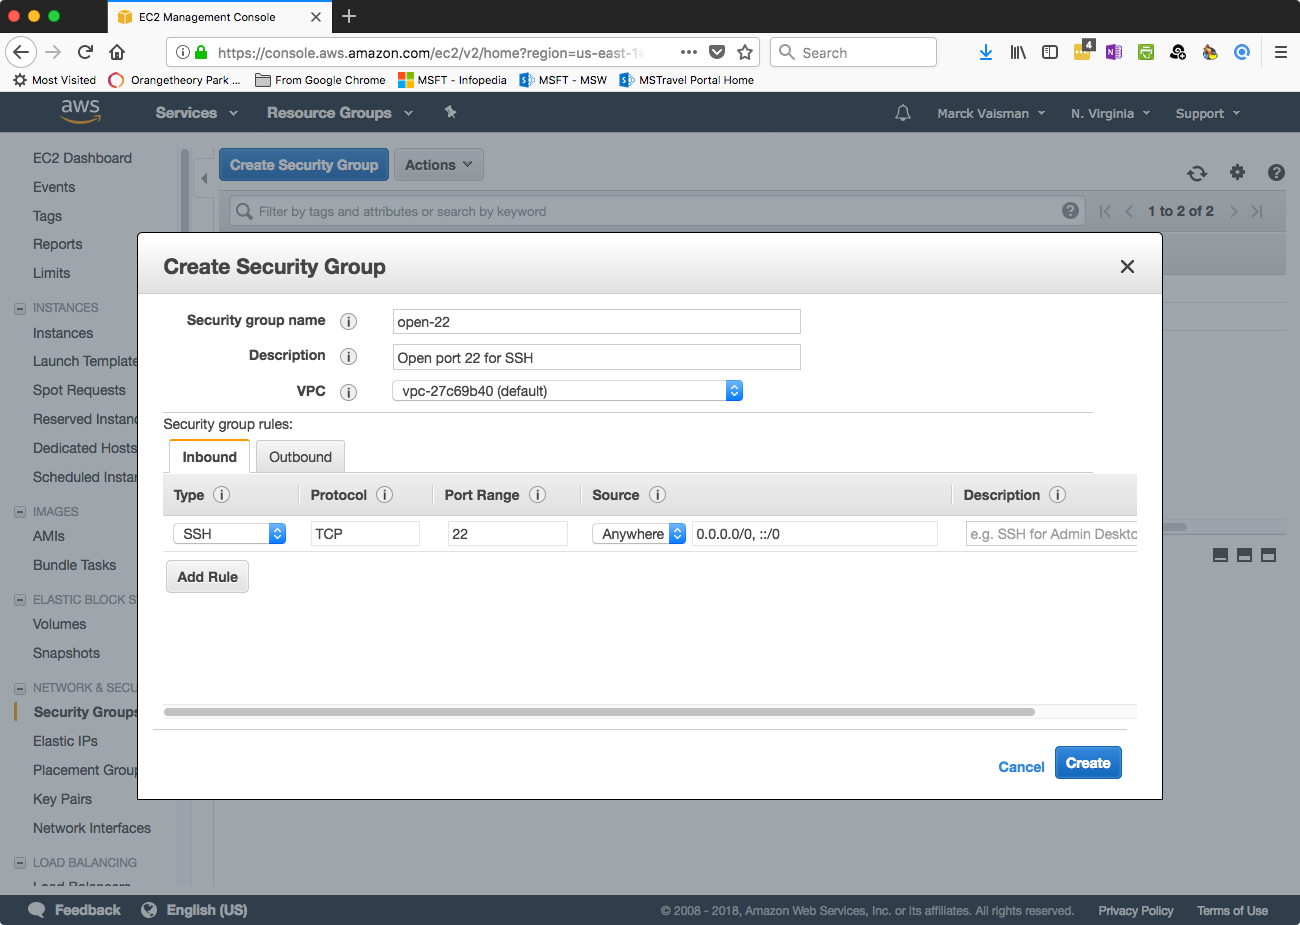 EC2 Management Console
https://console.aws.amazon.com/ec2/v2/home?region=us-east-1
Search
4
Most Visited
Orangetheory Park ...
From Google Chrome
MSFT - Infopedia
MSFT - MSW
MSTravel Portal Home
aws
Services
Resource Groups
Marck Vaisman
N. Virginia
Support
EC2 Dashboard
Events
Tags
Reports
Limits
INSTANCES
Instances
Launch Template
Spot Requests
Reserved Instanc
Dedicated Hosts
Scheduled Instan
IMAGES
AMIs
Bundle Tasks
ELASTIC BLOCK S
Volumes
Snapshots
NETWORK & SECU
Security Groups
Elastic IPs
Placement Group
Key Pairs
Network Interfaces
LOAD BALANCING
Load Balancers
Create Security Group
Actions
Filter by tags and attributes or search by keyword
1 to 2 of 2
Create Security Group
Security group name
open-22
Description
Open port 22 for SSH
VPC
vpc-27c69b40 (default)
Security group rules:
Inbound
Outbound
Type
Protocol
Port Range
Source
Description
SSH
TCP
22
Anywhere
0.0.0.0/0, ::/0
e.g. SSH for Admin Deskto
Add Rule
Cancel
Create
Feedback
English (US)
© 2008 - 2018, Amazon Web Services, Inc. or its affiliates. All rights reserved.
Privacy Policy
Terms of Use